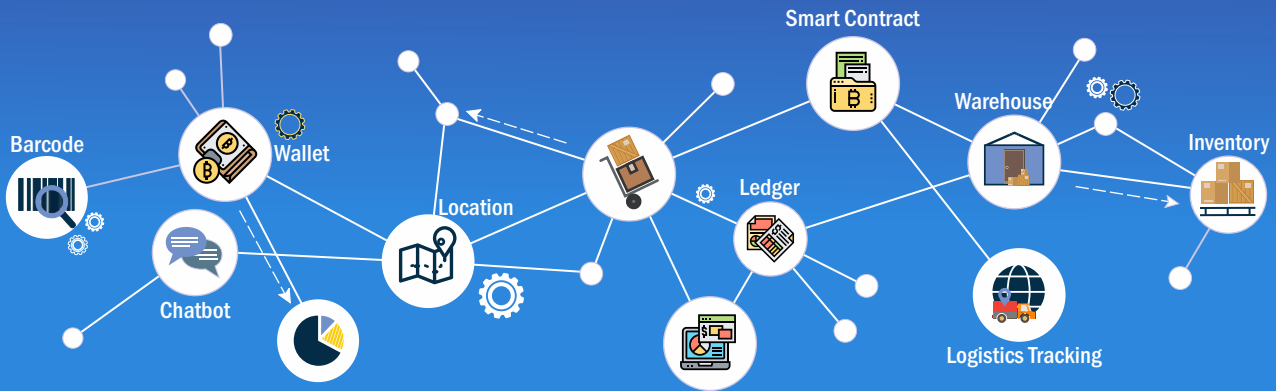 Smart Contract
Warehouse
Barcode
Wallet
Inventory
Ledger
Location
Chatbot
Logistics Tracking